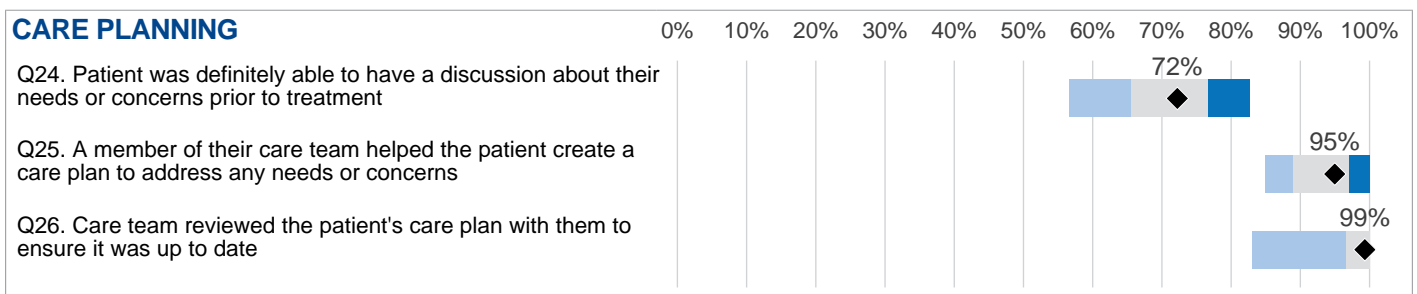 CARE PLANNING
0% 10% 20% 30% 40% 50% 60% 70% 80% 90% 100%
Q24. Patient was definitely able to have a discussion about their
needs or concerns prior to treatment
72%
Q25. A member of their care team helped the patient create a
care plan to address any needs or concerns
95%
Q26. Care team reviewed the patient's care plan with them to
ensure it was up to date
99%